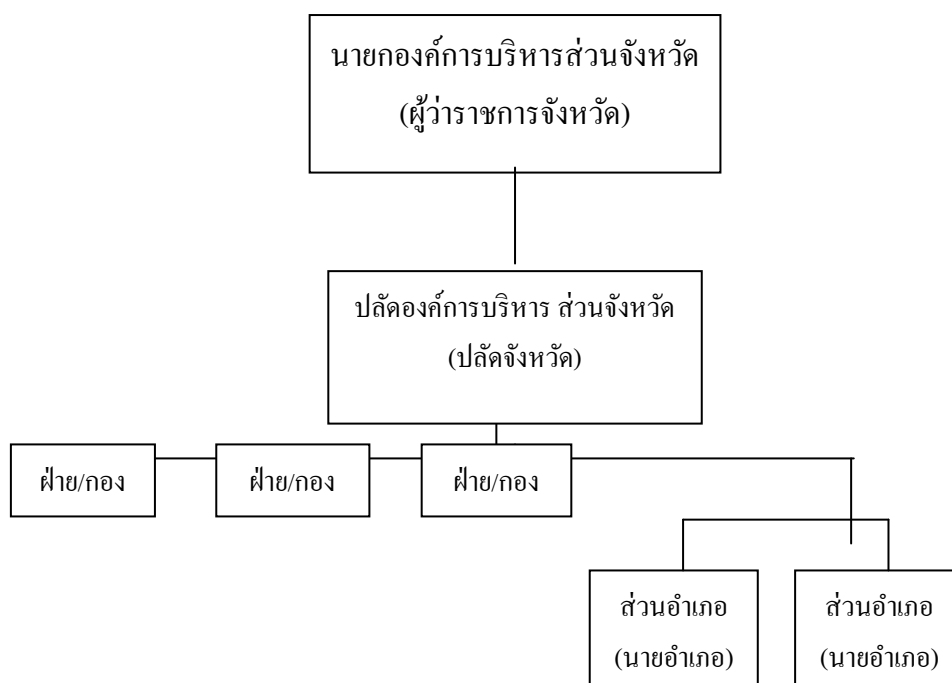 นายกองค์การบริหารส่วนจังหวัด
(ผู้ว่าราชการจังหวัด)
ปลัดองค์การบริหาร ส่วนจังหวัด
(ปลัดจังหวัด)
ฝ่าย/กอง
ฝ่าย/กอง
ฝ่าย/กอง
ส่วนอำเภอ
(นายอำเภอ)
ส่วนอำเภอ
(นายอำเภอ)